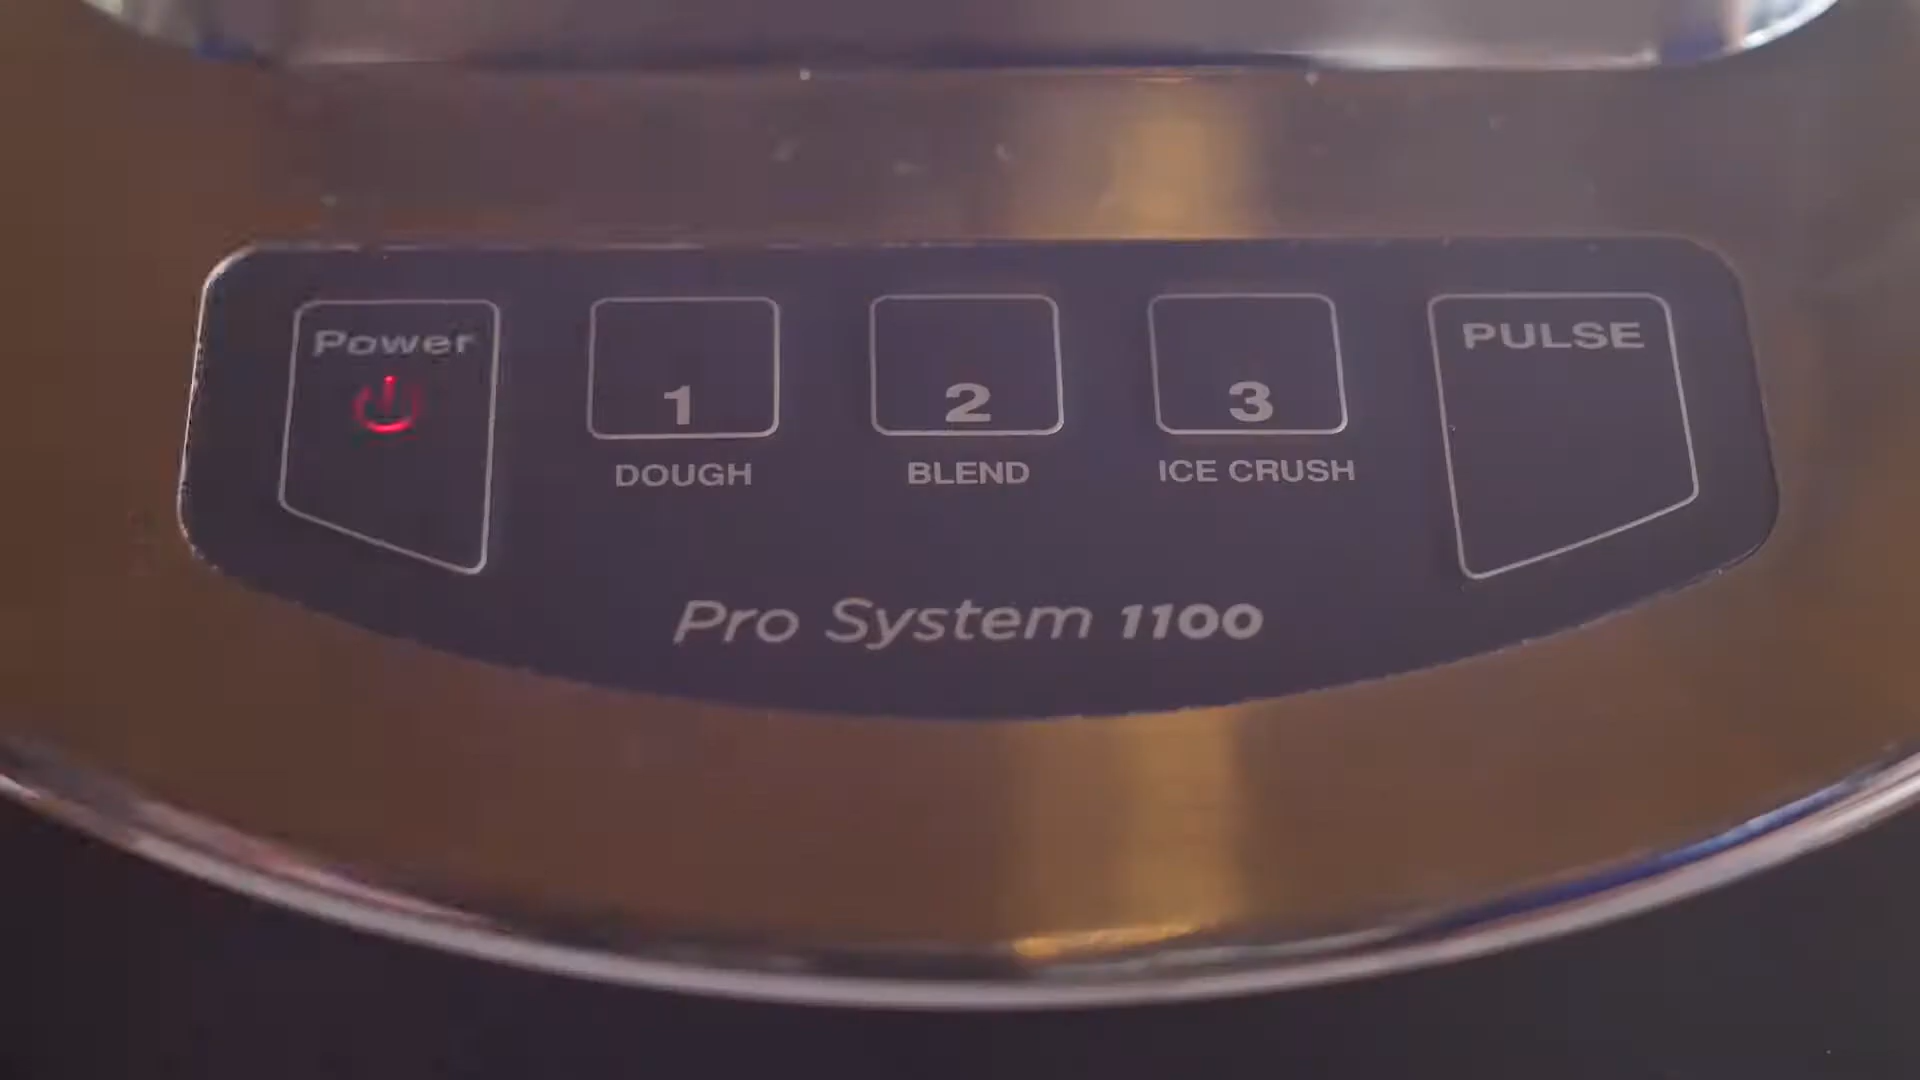 Power
1
2
3
PULSE
DOUGH
BLEND
ICE CRUSH
Pro System 1100